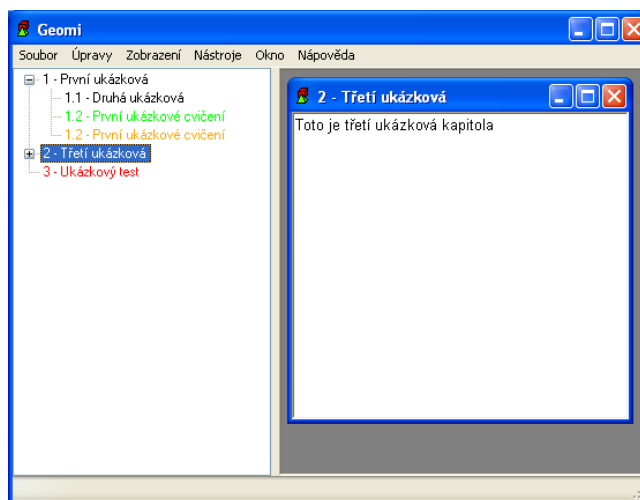 Geomi
Soubor Úpravy Zobrazení Nástroje Okno Nápověda
1 - První ukázková
1.1 - Druhá ukázková
1.2 - První ukázkové cvičení
1.2 - První ukázkové cvičení
2 - Třetí ukázková
3 - Ukázkový test
2 - Třetí ukázková
Toto je třetí ukázková kapitola